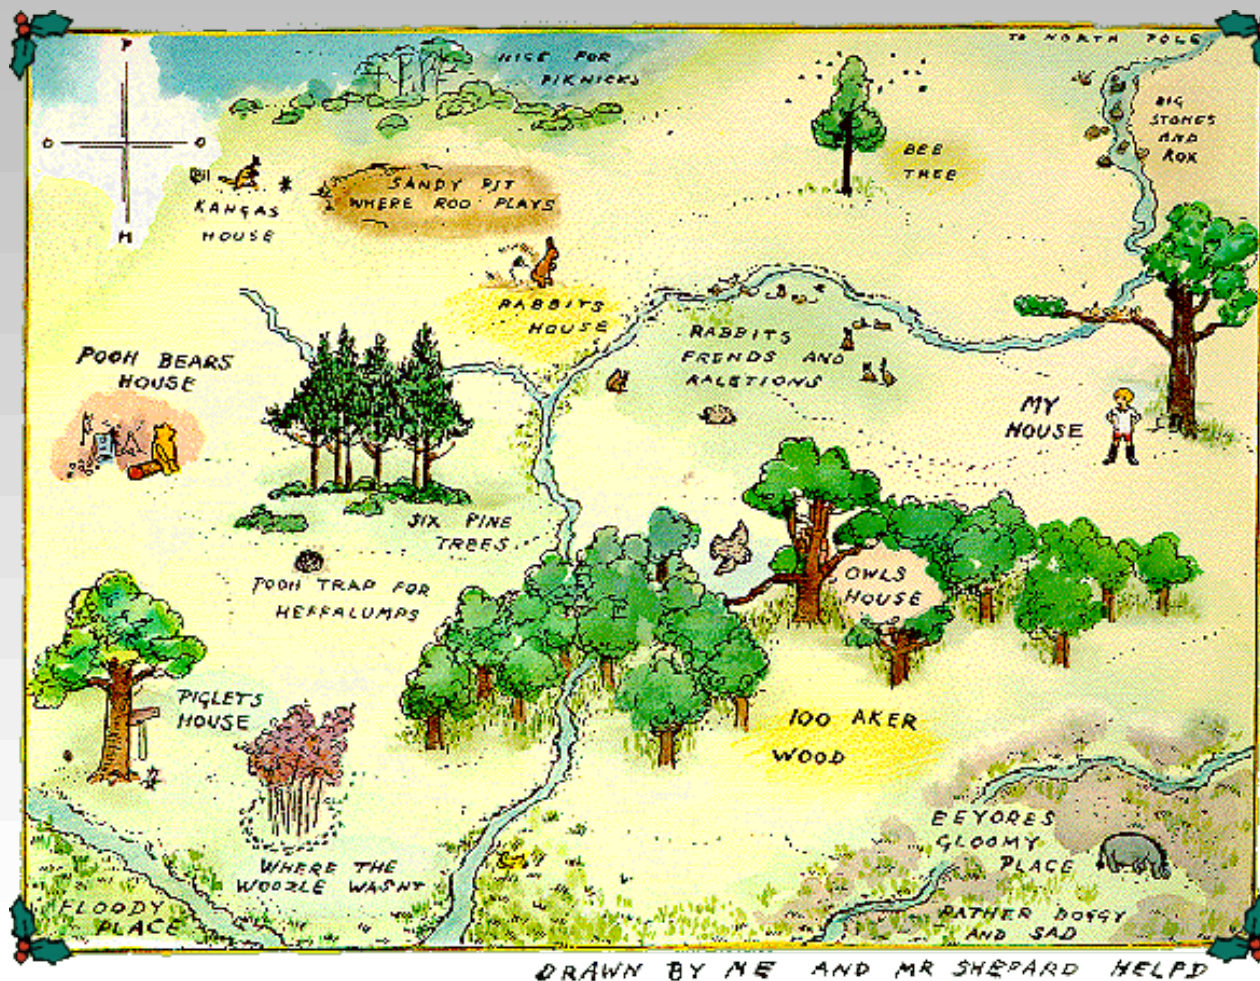 TO NORTH POLE
NICE FOR
PIKNICKS
BIG
STONES
AND
ROX
P
O
O
H
BEE
TREE
SANDY PIT
WHERE ROO PLAYS
KANGAS
HOUSE
RABBITS
HOUSE
RABBITS
FRENDS AND
RALETIONS
POOH BEARS
HOUSE
MY
HOUSE
SIX PINE
TREES
POOH TRAP FOR
HEFFALUMPS
OWLS
HOUSE
PIGLETS
HOUSE
100 AKER
WOOD
EEYORES
GLOOMY
PLACE
WHERE THE
WOOZLE WASNT
FLOODY
PLACE
RATHER BOGGY
AND SAD
DRAWN BY ME AND MR SHEPARD HELPD